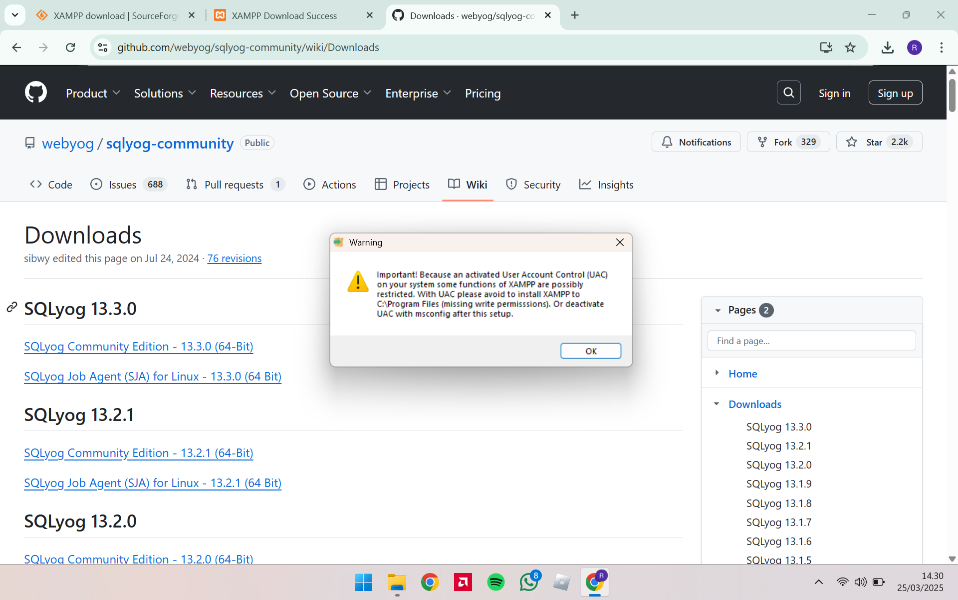 XAMPP download | SourceForg
XAMPP Download Success
Downloads · webyog/sqlyog-co
github.com/webyog/sqlyog-community/wiki/Downloads
R
Product
Solutions
Resources
Open Source
Enterprise
Pricing
Sign in
Sign up
webyog / sqlyog-community Public
Notifications
Fork 329
Star 2.2k
Code
Issues 688
Pull requests 1
Actions
Projects
Wiki
Security
Insights
Downloads
sibwy edited this page on Jul 24, 2024 · 76 revisions
Warning
Important! Because an activated User Account Control (UAC)
on your system some functions of XAMPP are possibly
restricted. With UAC please avoid to install XAMPP to
C:\Program Files (missing write permisssions). Or deactivate
UAC with msconfig after this setup.
OK
SQLyog 13.3.0
SQLyog Community Edition - 13.3.0 (64-Bit)
SQLyog Job Agent (SJA) for Linux - 13.3.0 (64 Bit)
SQLyog 13.2.1
SQLyog Community Edition - 13.2.1 (64-Bit)
SQLyog Job Agent (SJA) for Linux - 13.2.1 (64 Bit)
SQLyog 13.2.0
SQLyog Community Edition - 13.2.0 (64-Bit)
Pages 2
Find a page...
Home
Downloads
SQLyog 13.3.0
SQLyog 13.2.1
SQLyog 13.2.0
SQLyog 13.1.9
SQLyog 13.1.8
SQLyog 13.1.7
SQLyog 13.1.6
SQLyog 13.1.5
8
R
14.30
25/03/2025